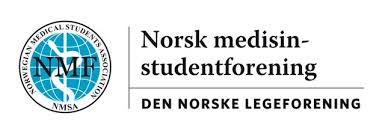 NORWEGIAN MEDICAL STUDENTS ASSOCIATION
NMF
NMSA
Norsk medisin-
studentforening
DEN NORSKE LEGEFORENING